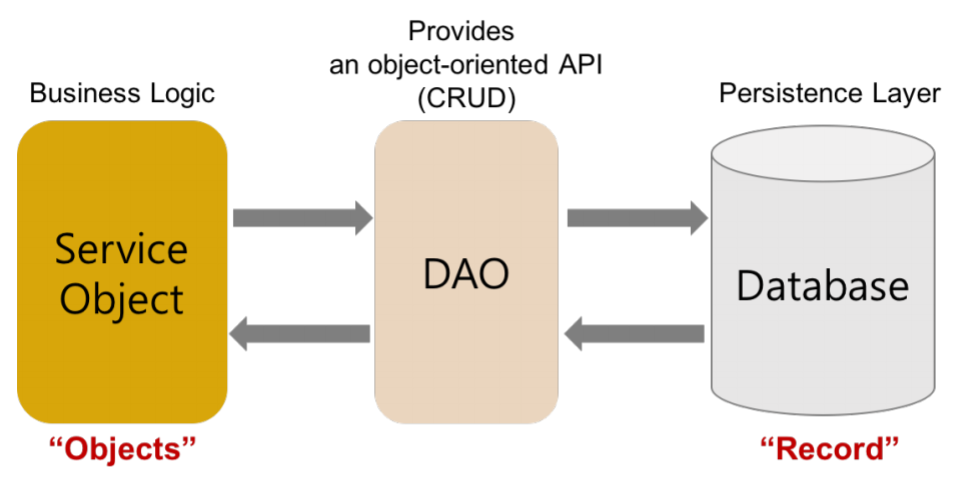 Provides
an object-oriented API
(CRUD)
Business Logic
Persistence Layer
Service
Object
DAO
Database
“Objects”
“Record”